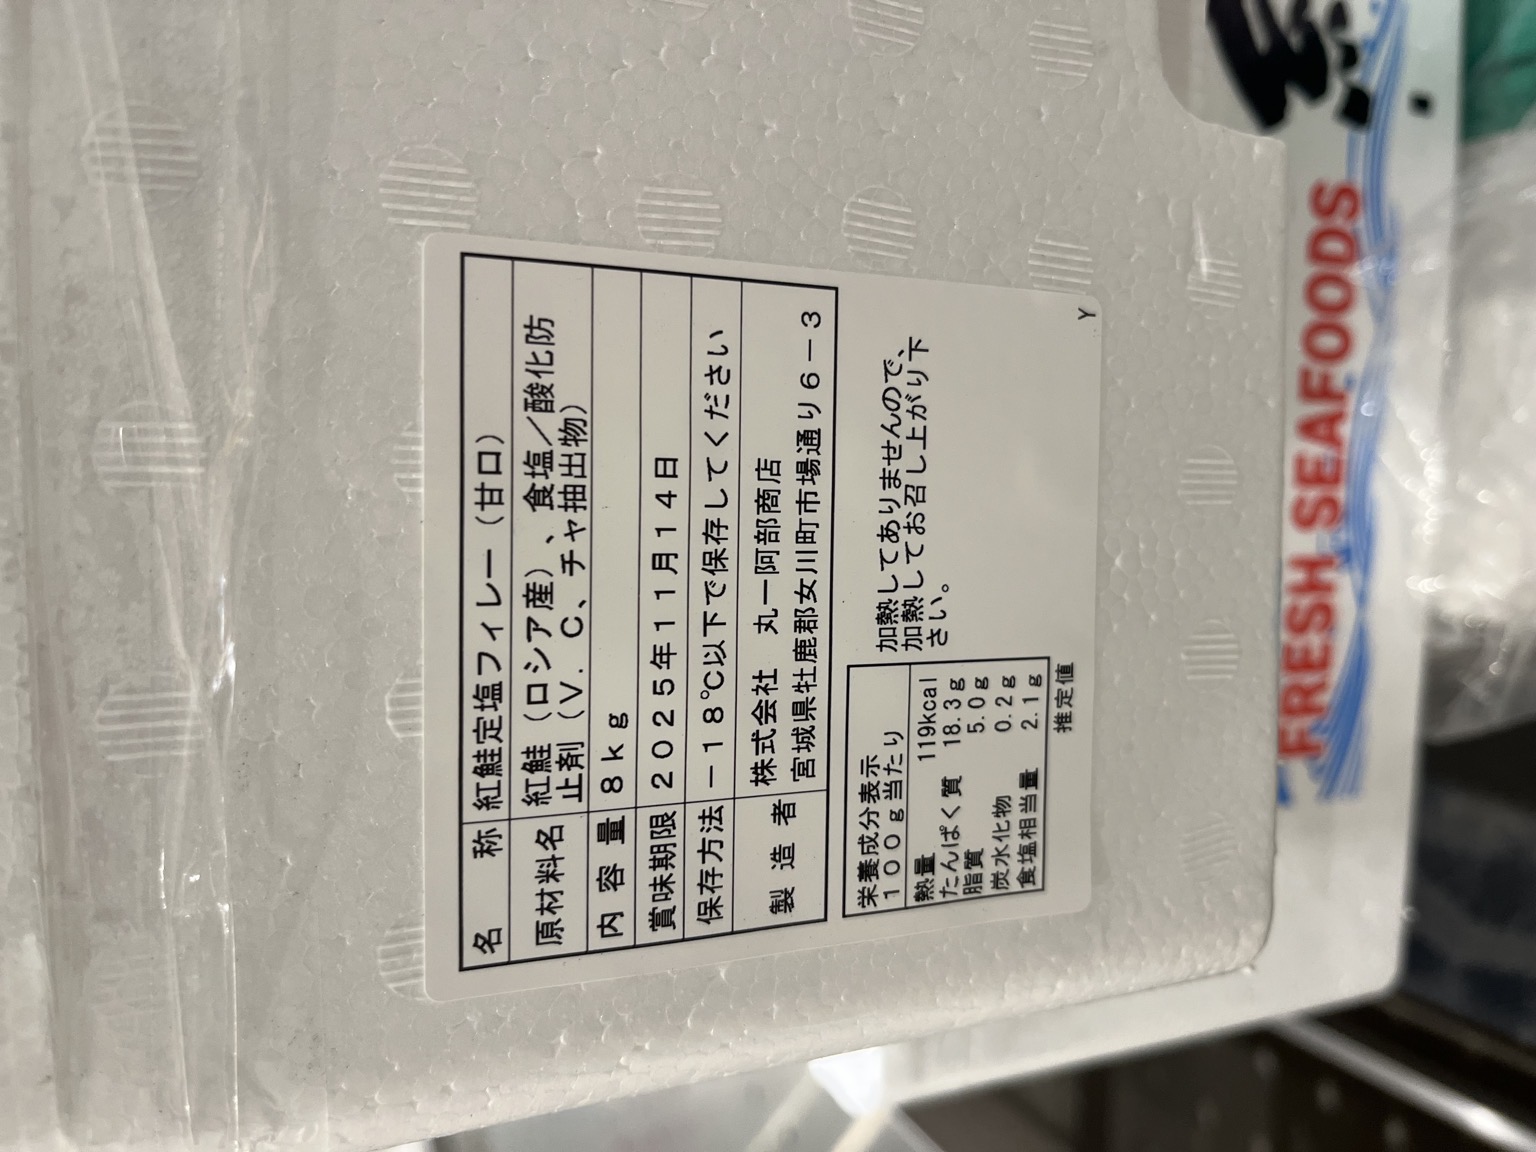 名　　称 紅鮭定塩フィレー（甘口）
原材料名 紅鮭（ロシア産）、食塩／酸化防
止剤（Ｖ．Ｃ、チャ抽出物）
内 容 量 ８ｋｇ
賞味期限 ２０２５年１１月１４日
保存方法 －１８℃以下で保存してください
製 造 者 株式会社　丸一阿部商店
宮城県牡鹿郡女川町市場通り６－３
栄養成分表示
１００ｇ当たり
熱量 119kcal
たんぱく質 18.3ｇ
脂質 5.0ｇ
炭水化物 0.2ｇ
食塩相当量 2.1ｇ
推定値
加熱してありませんので、
加熱してお召し上がり下
さい。
Y
FRESH SEAFOODS